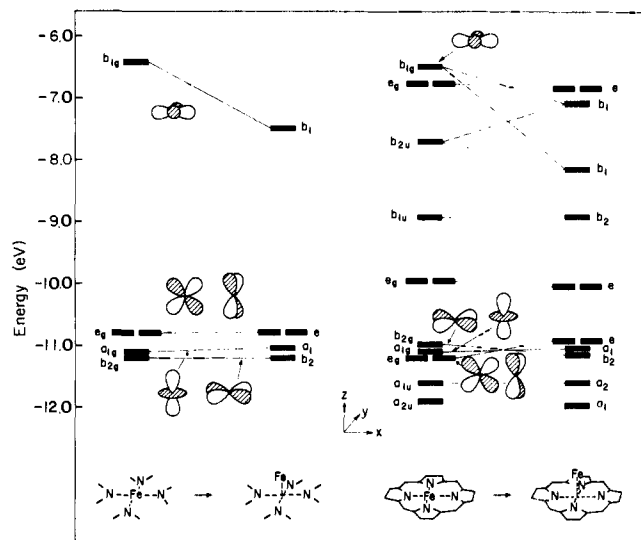 Energy (eV)
-6.0
-7.0
-8.0
-9.0
-10.0
-11.0
-12.0
b1g
b1
eg
a1g
b2g
e
a1
b2
b1g
eg
b2u
b1u
eg
b2g
a1g
eg
a1u
a2u
e
b1
b1
b2
e
e
a1
b2
a2
a1
z
y
x
N
N
Fe
N
N
Fe
N
N
N
N
N
N
Fe
N
N
Fe
N
N
N
N